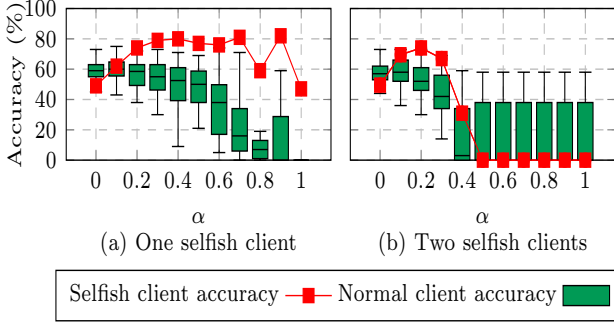 Accuracy (%)
100
80
60
40
20
0
0 0.2 0.4 0.6 0.8 1
α
(a) One selfish client
0 0.2 0.4 0.6 0.8 1
α
(b) Two selfish clients
Selfish client accuracy Normal client accuracy